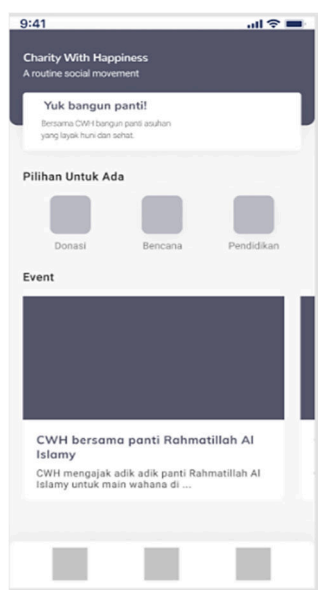 9:41
Charity With Happiness
A routine social movement
Yuk bangun panti!
Bersama CWH bangun panti asuhan
yang layak huni dan sehat.
Pilihan Untuk Ada
Donasi
Bencana
Pendidikan
Event
CWH bersama panti Rahmatillah Al
Islamy
CWH mengajak adik adik panti Rahmatillah Al
Islamy untuk main wahana di ...